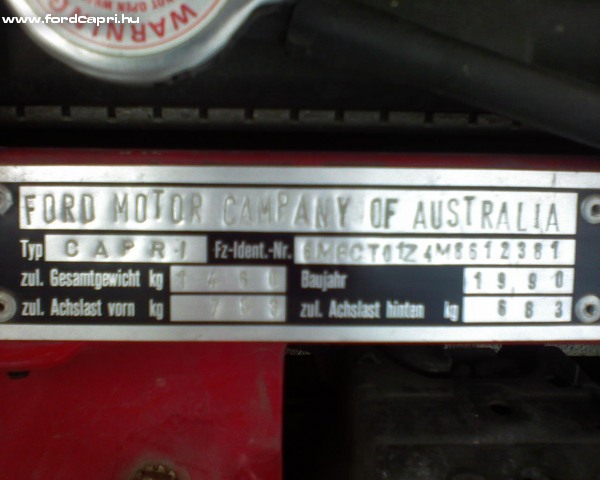 www.fordcapri.hu
WARNING
FORD MOTOR COMPANY OF AUSTRALIA
Typ CAPRI Fz-Ident.-Nr.
zul. Gesamtgewicht kg Baujahr 1990
zul. Achslast vorn kg zul. Achslast hinten kg 683